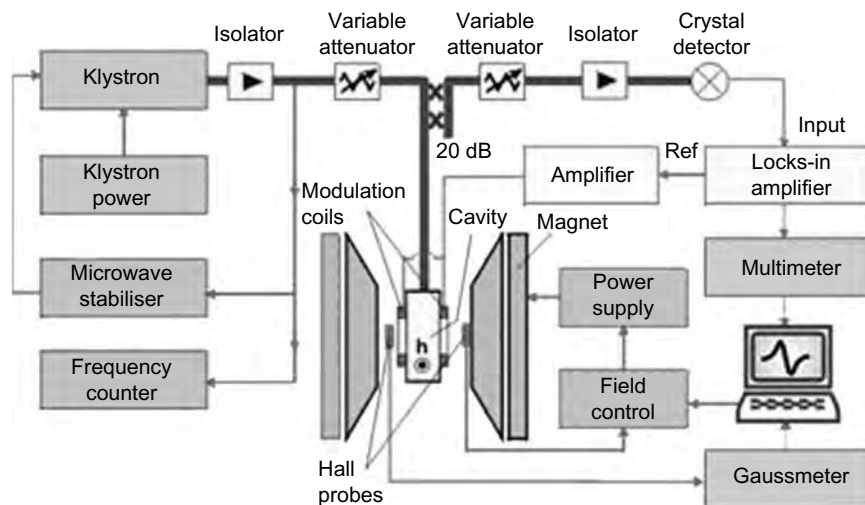 Isolator
Variable
attenuator
Variable
attenuator
Isolator
Crystal
detector
Klystron
20 dB
Input
Klystron
power
Modulation
coils
Cavity
Amplifier
Ref
Locks-in
amplifier
Magnet
Microwave
stabiliser
Power
supply
Multimeter
h
Frequency
counter
Field
control
Hall
probes
Gaussmeter